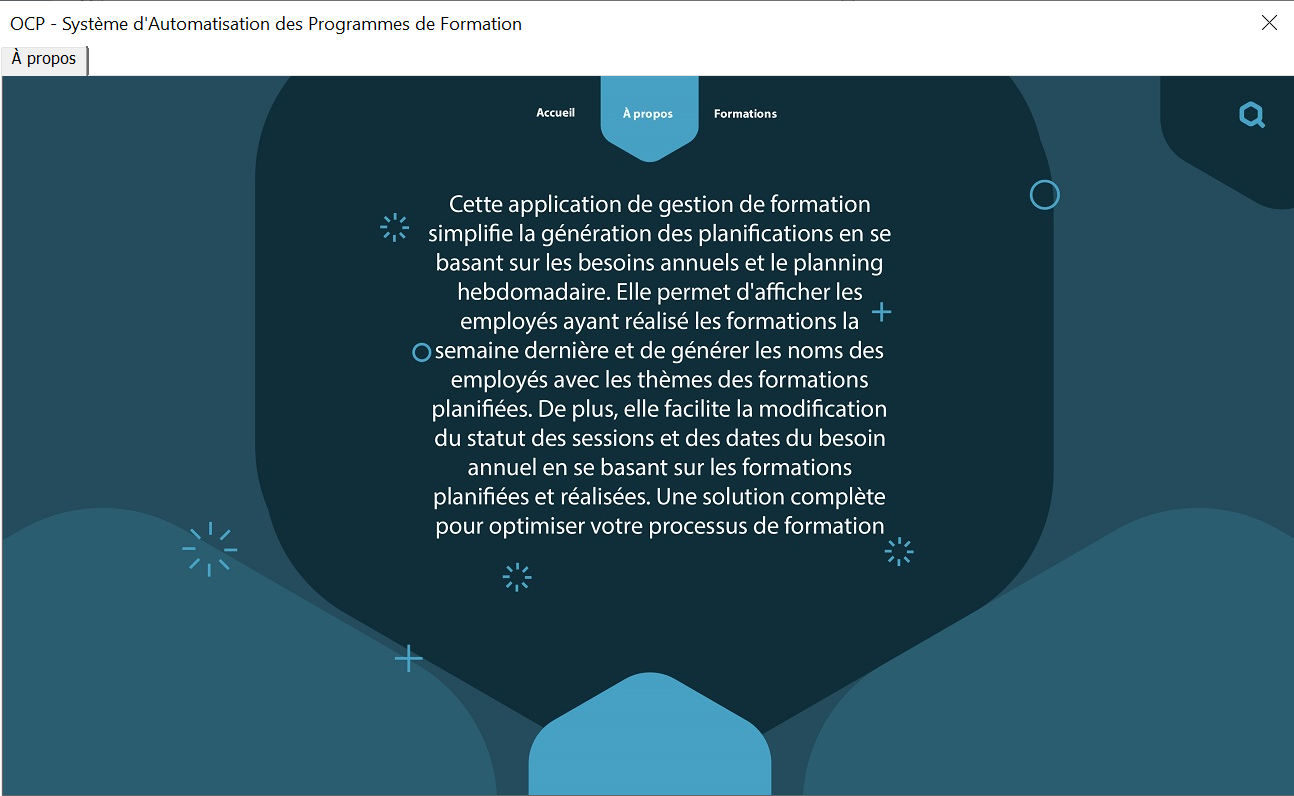 OCP - Système d'Automatisation des Programmes de Formation
À propos
Accueil
À propos
Formations
Cette application de gestion de formation
simplifie la génération des planifications en se
basant sur les besoins annuels et le planning
hebdomadaire. Elle permet d'afficher les
employés ayant réalisé les formations la
semaine dernière et de générer les noms des
employés avec les thèmes des formations
planifiées. De plus, elle facilite la modification
du statut des sessions et des dates du besoin
annuel en se basant sur les formations
planifiées et réalisées. Une solution complète
pour optimiser votre processus de formation